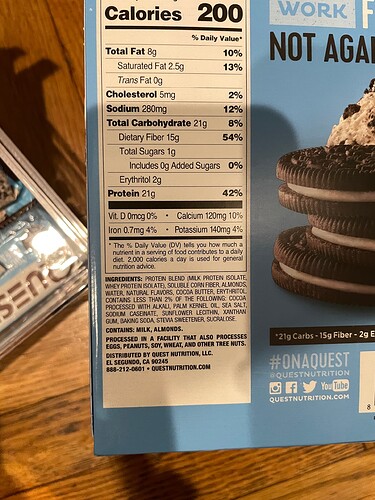 Calories 200
% Daily Value*
Total Fat 8g 10%
Saturated Fat 2.5g 13%
Trans Fat 0g
Cholesterol 5mg 2%
Sodium 280mg 12%
Total Carbohydrate 21g 8%
Dietary Fiber 15g 54%
Total Sugars 1g
Includes 0g Added Sugars 0%
Erythritol 2g
Protein 21g 42%
Vit. D 0mcg 0% • Calcium 120mg 10%
Iron 0.7mg 4% • Potassium 140mg 4%
* The % Daily Value (DV) tells you how much a
nutrient in a serving of food contributes to a daily
diet. 2,000 calories a day is used for general
nutrition advice.
INGREDIENTS: PROTEIN BLEND (MILK PROTEIN ISOLATE,
WHEY PROTEIN ISOLATE), SOLUBLE CORN FIBER, ALMONDS,
WATER, NATURAL FLAVORS, COCOA BUTTER, ERYTHRITOL.
CONTAINS LESS THAN 2% OF THE FOLLOWING: COCOA
PROCESSED WITH ALKALI, PALM KERNEL OIL, SEA SALT,
SODIUM CASEINATE, SUNFLOWER LECITHIN, XANTHAN
GUM, BAKING SODA, STEVIA SWEETENER, SUCRALOSE.
CONTAINS: MILK, ALMONDS.
PROCESSED IN A FACILITY THAT ALSO PROCESSES
EGGS, PEANUTS, SOY, WHEAT, AND OTHER TREE NUTS.
DISTRIBUTED BY QUEST NUTRITION, LLC.
EL SEGUNDO, CA 90245
888-212-0601 • QUESTNUTRITION.COM
WORK
NOT AGAI
*21g Carbs - 15g Fiber - 2g E
#ONAQUEST
@QUESTNUTRITION
YouTube
QUESTNUTRITION.COM
8